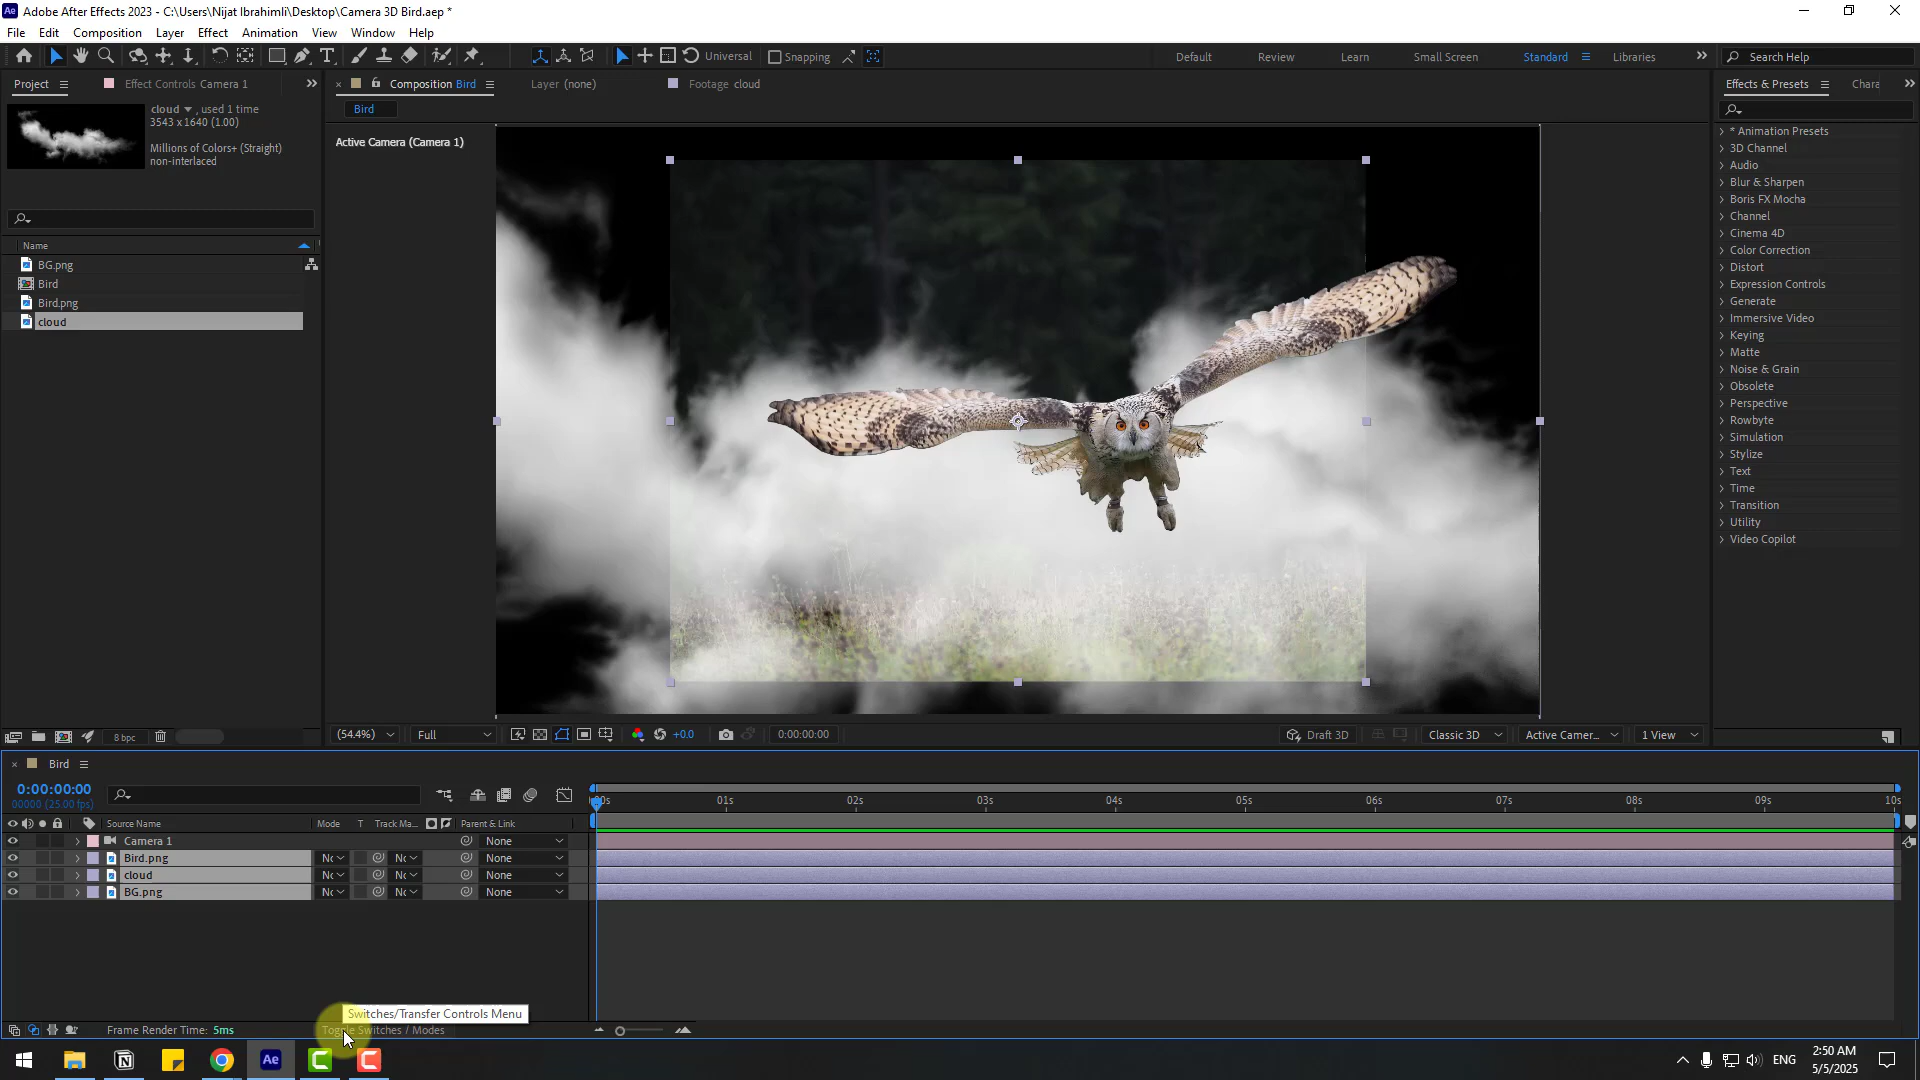 Adobe After Effects 2023 - C:\Users\Nijat Ibrahimli\Desktop\Camera 3D Bird.aep *
File Edit Composition Layer Effect Animation View Window Help
Universal Snapping Default Review Learn Small Screen Standard Libraries Search Help
Project Effect Controls Camera 1 Composition Bird Layer (none) Footage cloud Effects & Presets Chara
Bird
cloud , used 1 time
3543 x 1640 (1.00)
Millions of Colors+ (Straight)
non-interlaced
Active Camera (Camera 1)
Name
BG.png
Bird
Bird.png
cloud
* Animation Presets
3D Channel
Audio
Blur & Sharpen
Boris FX Mocha
Channel
Cinema 4D
Color Correction
Distort
Expression Controls
Generate
Immersive Video
Keying
Matte
Noise & Grain
Obsolete
Perspective
Rowbyte
Simulation
Stylize
Text
Time
Transition
Utility
Video Copilot
8 bpc (54.4%) Full +0.0 0:00:00:00 Draft 3D Classic 3D Active Camer... 1 View
Bird
0:00:00:00
00000 (25.00 fps)
:00s 01s 02s 03s 04s 05s 06s 07s 08s 09s 10s
Source Name Mode T Track Ma... Parent & Link
Camera 1 None
Bird.png Nc Nc None
cloud Nc Nc None
BG.png Nc Nc None
Switches/Transfer Controls Menu
Frame Render Time: 5ms Toggle Switches / Modes
Ae
ENG
2:50 AM
5/5/2025